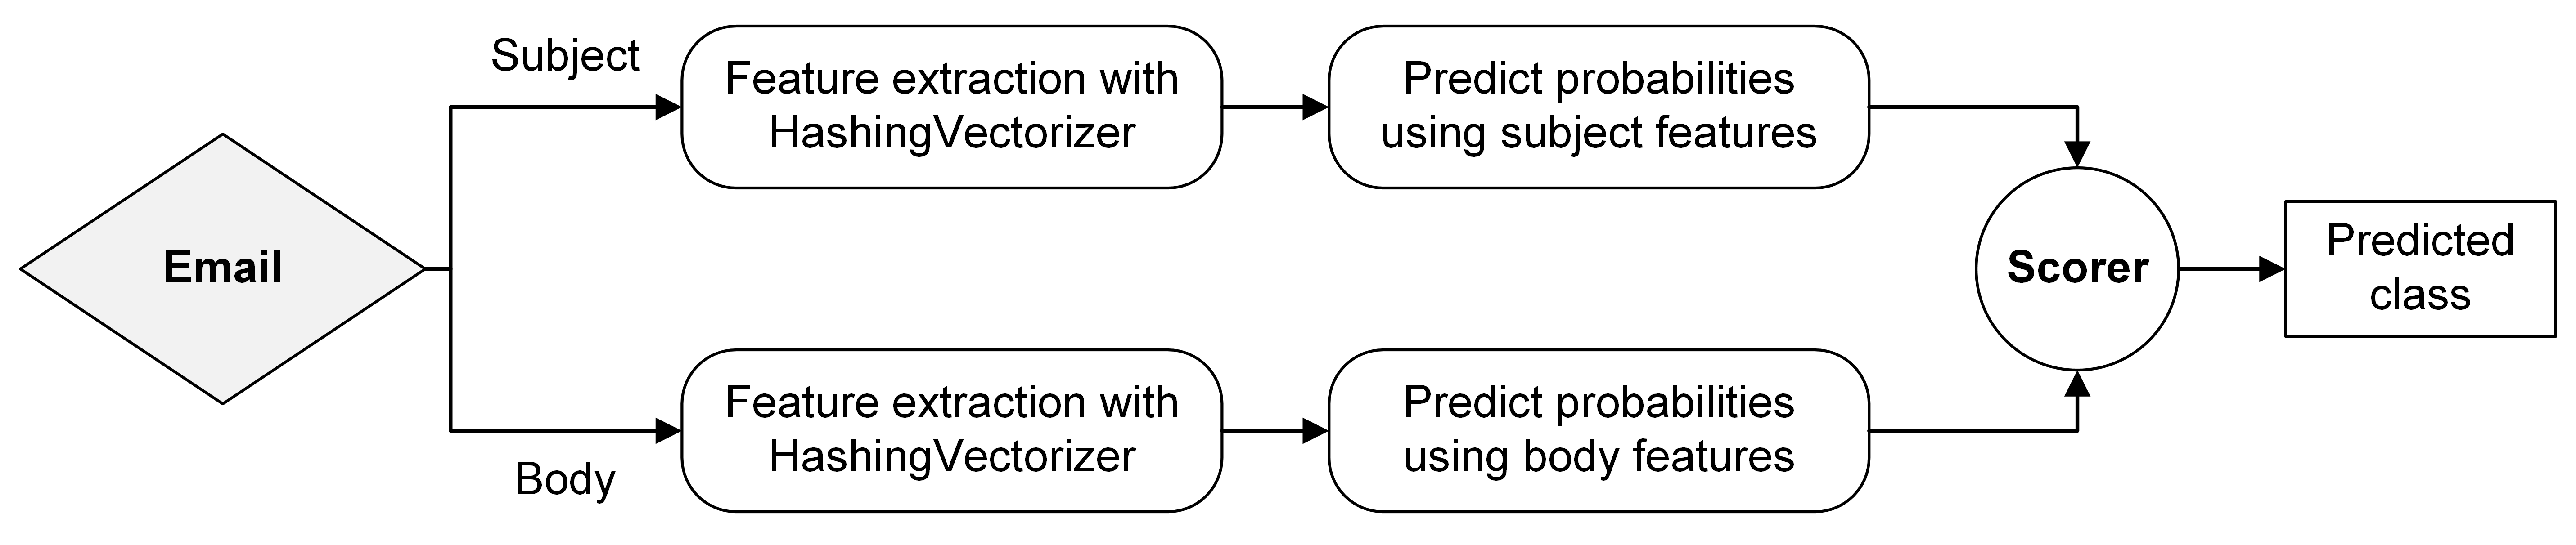 Email
Subject
Feature extraction with
HashingVectorizer
Predict probabilities
using subject features
Body
Feature extraction with
HashingVectorizer
Predict probabilities
using body features
Scorer
Predicted
class